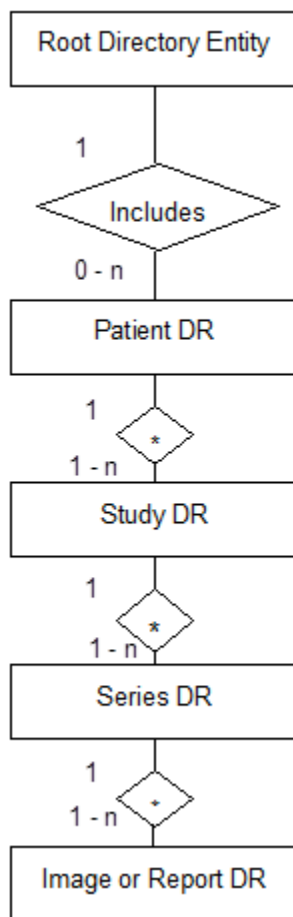 Root Directory Entity
1
Includes
0 - n
Patient DR
1
*
1 - n
Study DR
1
*
1 - n
Series DR
1
*
1 - n
Image or Report DR